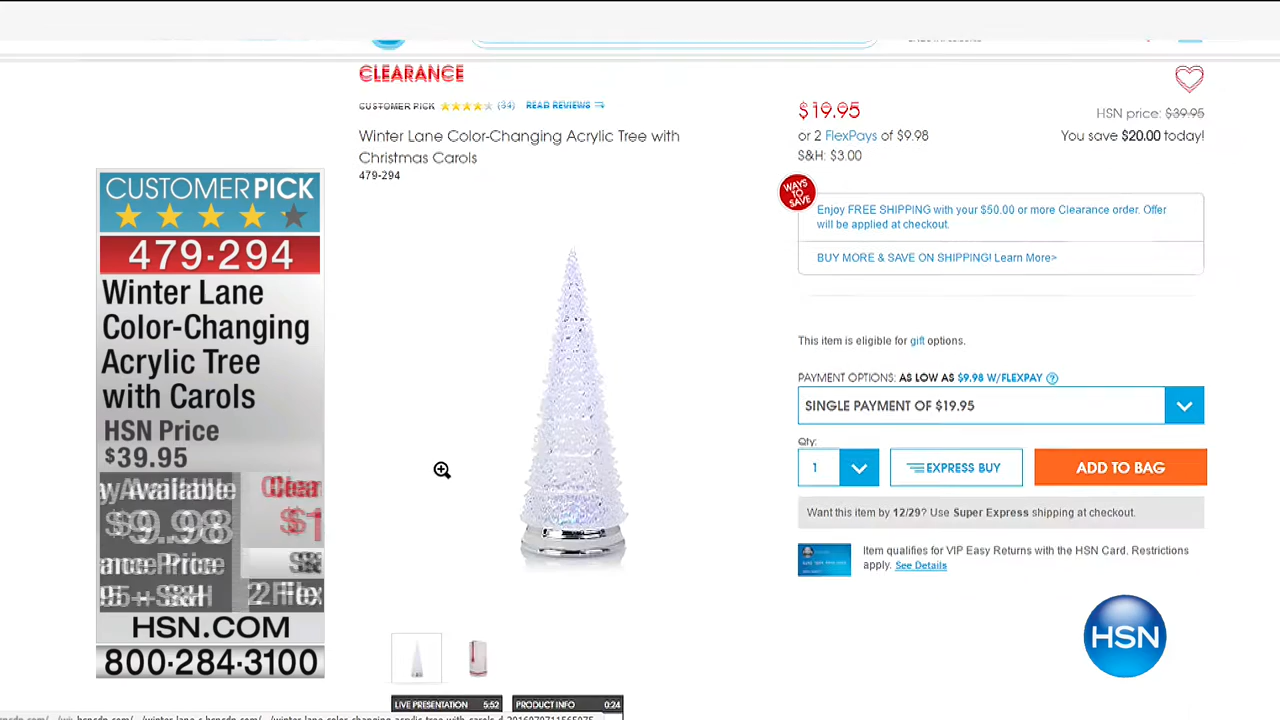 CUSTOMERPICK
479-294
Winter Lane
Color-Changing
Acrylic Tree
with Carols
HSN Price
$39.95
Available
$9.98
Price
S&H
HSN.COM
800-284-3100
CLEARANCE
CUSTOMER PICK (34) READ REVIEWS
Winter Lane Color-Changing Acrylic Tree with
Christmas Carols
479-294
LIVE PRESENTATION 5:52
PRODUCT INFO 0:24
$19.95
HSN price: $39.95
or 2 FlexPays of $9.98
You save $20.00 today!
S&H: $3.00
WAYS
TO
SAVE
Enjoy FREE SHIPPING with your $50.00 or more Clearance order. Offer
will be applied at checkout.
BUY MORE & SAVE ON SHIPPING! Learn More>
This item is eligible for gift options.
PAYMENT OPTIONS: AS LOW AS $9.98 W/FLEXPAY ?
SINGLE PAYMENT OF $19.95
Qty:
1
EXPRESS BUY
ADD TO BAG
Want this item by 12/29? Use Super Express shipping at checkout.
Item qualifies for VIP Easy Returns with the HSN Card. Restrictions
apply. See Details
HSN